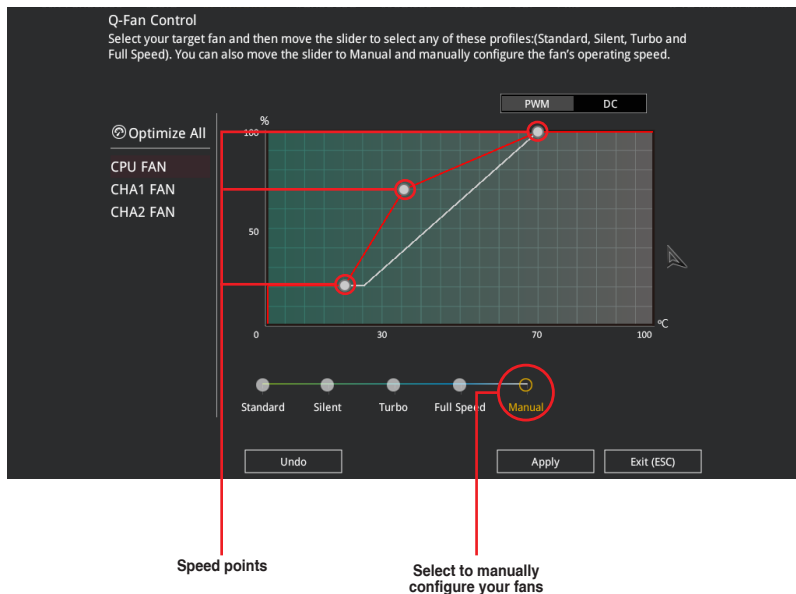 Q-Fan Control
Select your target fan and then move the slider to select any of these profiles:(Standard, Silent, Turbo and
Full Speed). You can also move the slider to Manual and manually configure the fan's operating speed.
PWM DC
%
Optimize All
100
CPU FAN
CHA1 FAN
CHA2 FAN
50
ºC
0 30 70 100
Standard Silent Turbo Full Speed Manual
Undo Apply Exit (ESC)
Speed points
Select to manually
configure your fans